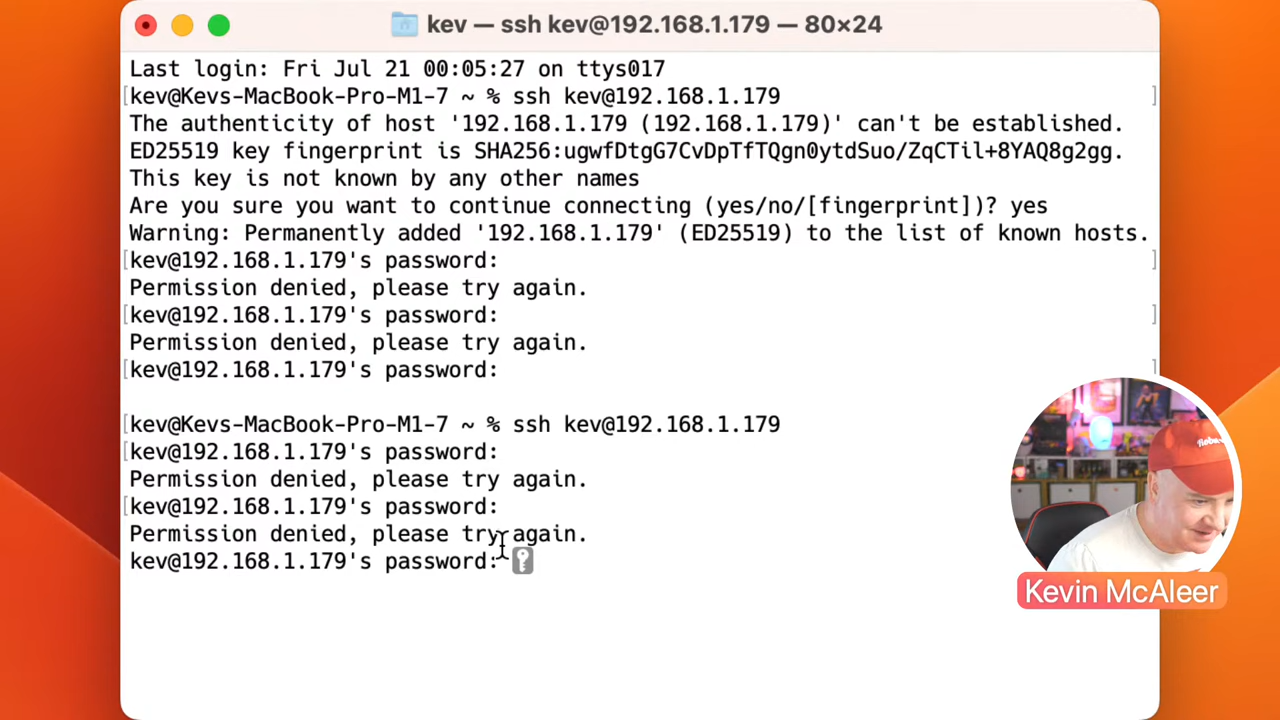 kev — ssh kev@192.168.1.179 — 80×24
Last login: Fri Jul 21 00:05:27 on ttys017
[kev@Kevs-MacBook-Pro-M1-7 ~ % ssh kev@192.168.1.179 ]
The authenticity of host '192.168.1.179 (192.168.1.179)' can't be established.
ED25519 key fingerprint is SHA256:ugwfDtgG7CvDpTfTQgn0ytdSuo/ZqCTil+8YAQ8g2gg.
This key is not known by any other names
Are you sure you want to continue connecting (yes/no/[fingerprint])? yes
Warning: Permanently added '192.168.1.179' (ED25519) to the list of known hosts.
[kev@192.168.1.179's password: ]
Permission denied, please try again.
[kev@192.168.1.179's password: ]
Permission denied, please try again.
[kev@192.168.1.179's password: ]
[kev@Kevs-MacBook-Pro-M1-7 ~ % ssh kev@192.168.1.179
[kev@192.168.1.179's password:
Permission denied, please try again.
[kev@192.168.1.179's password:
Permission denied, please try again.
kev@192.168.1.179's password:
Kevin McAleer